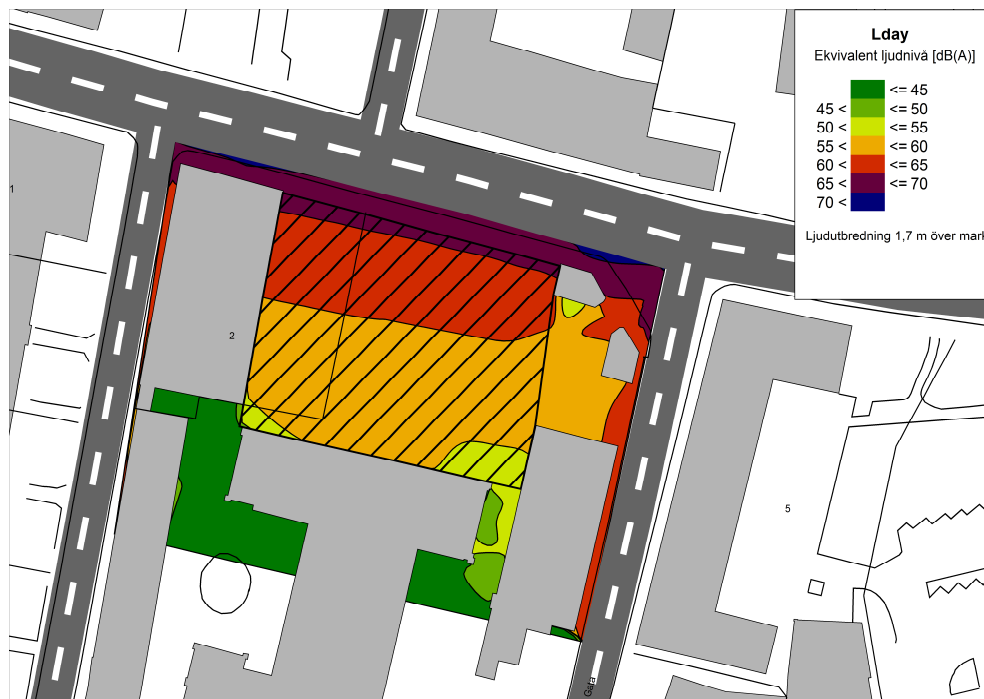 Lday
Ekvivalent ljudnivå [dB(A)]
<= 45
45 < <= 50
50 < <= 55
55 < <= 60
60 < <= 65
65 < <= 70
70 <
Ljudutbredning 1,7 m över mark
1
2
5
Gata